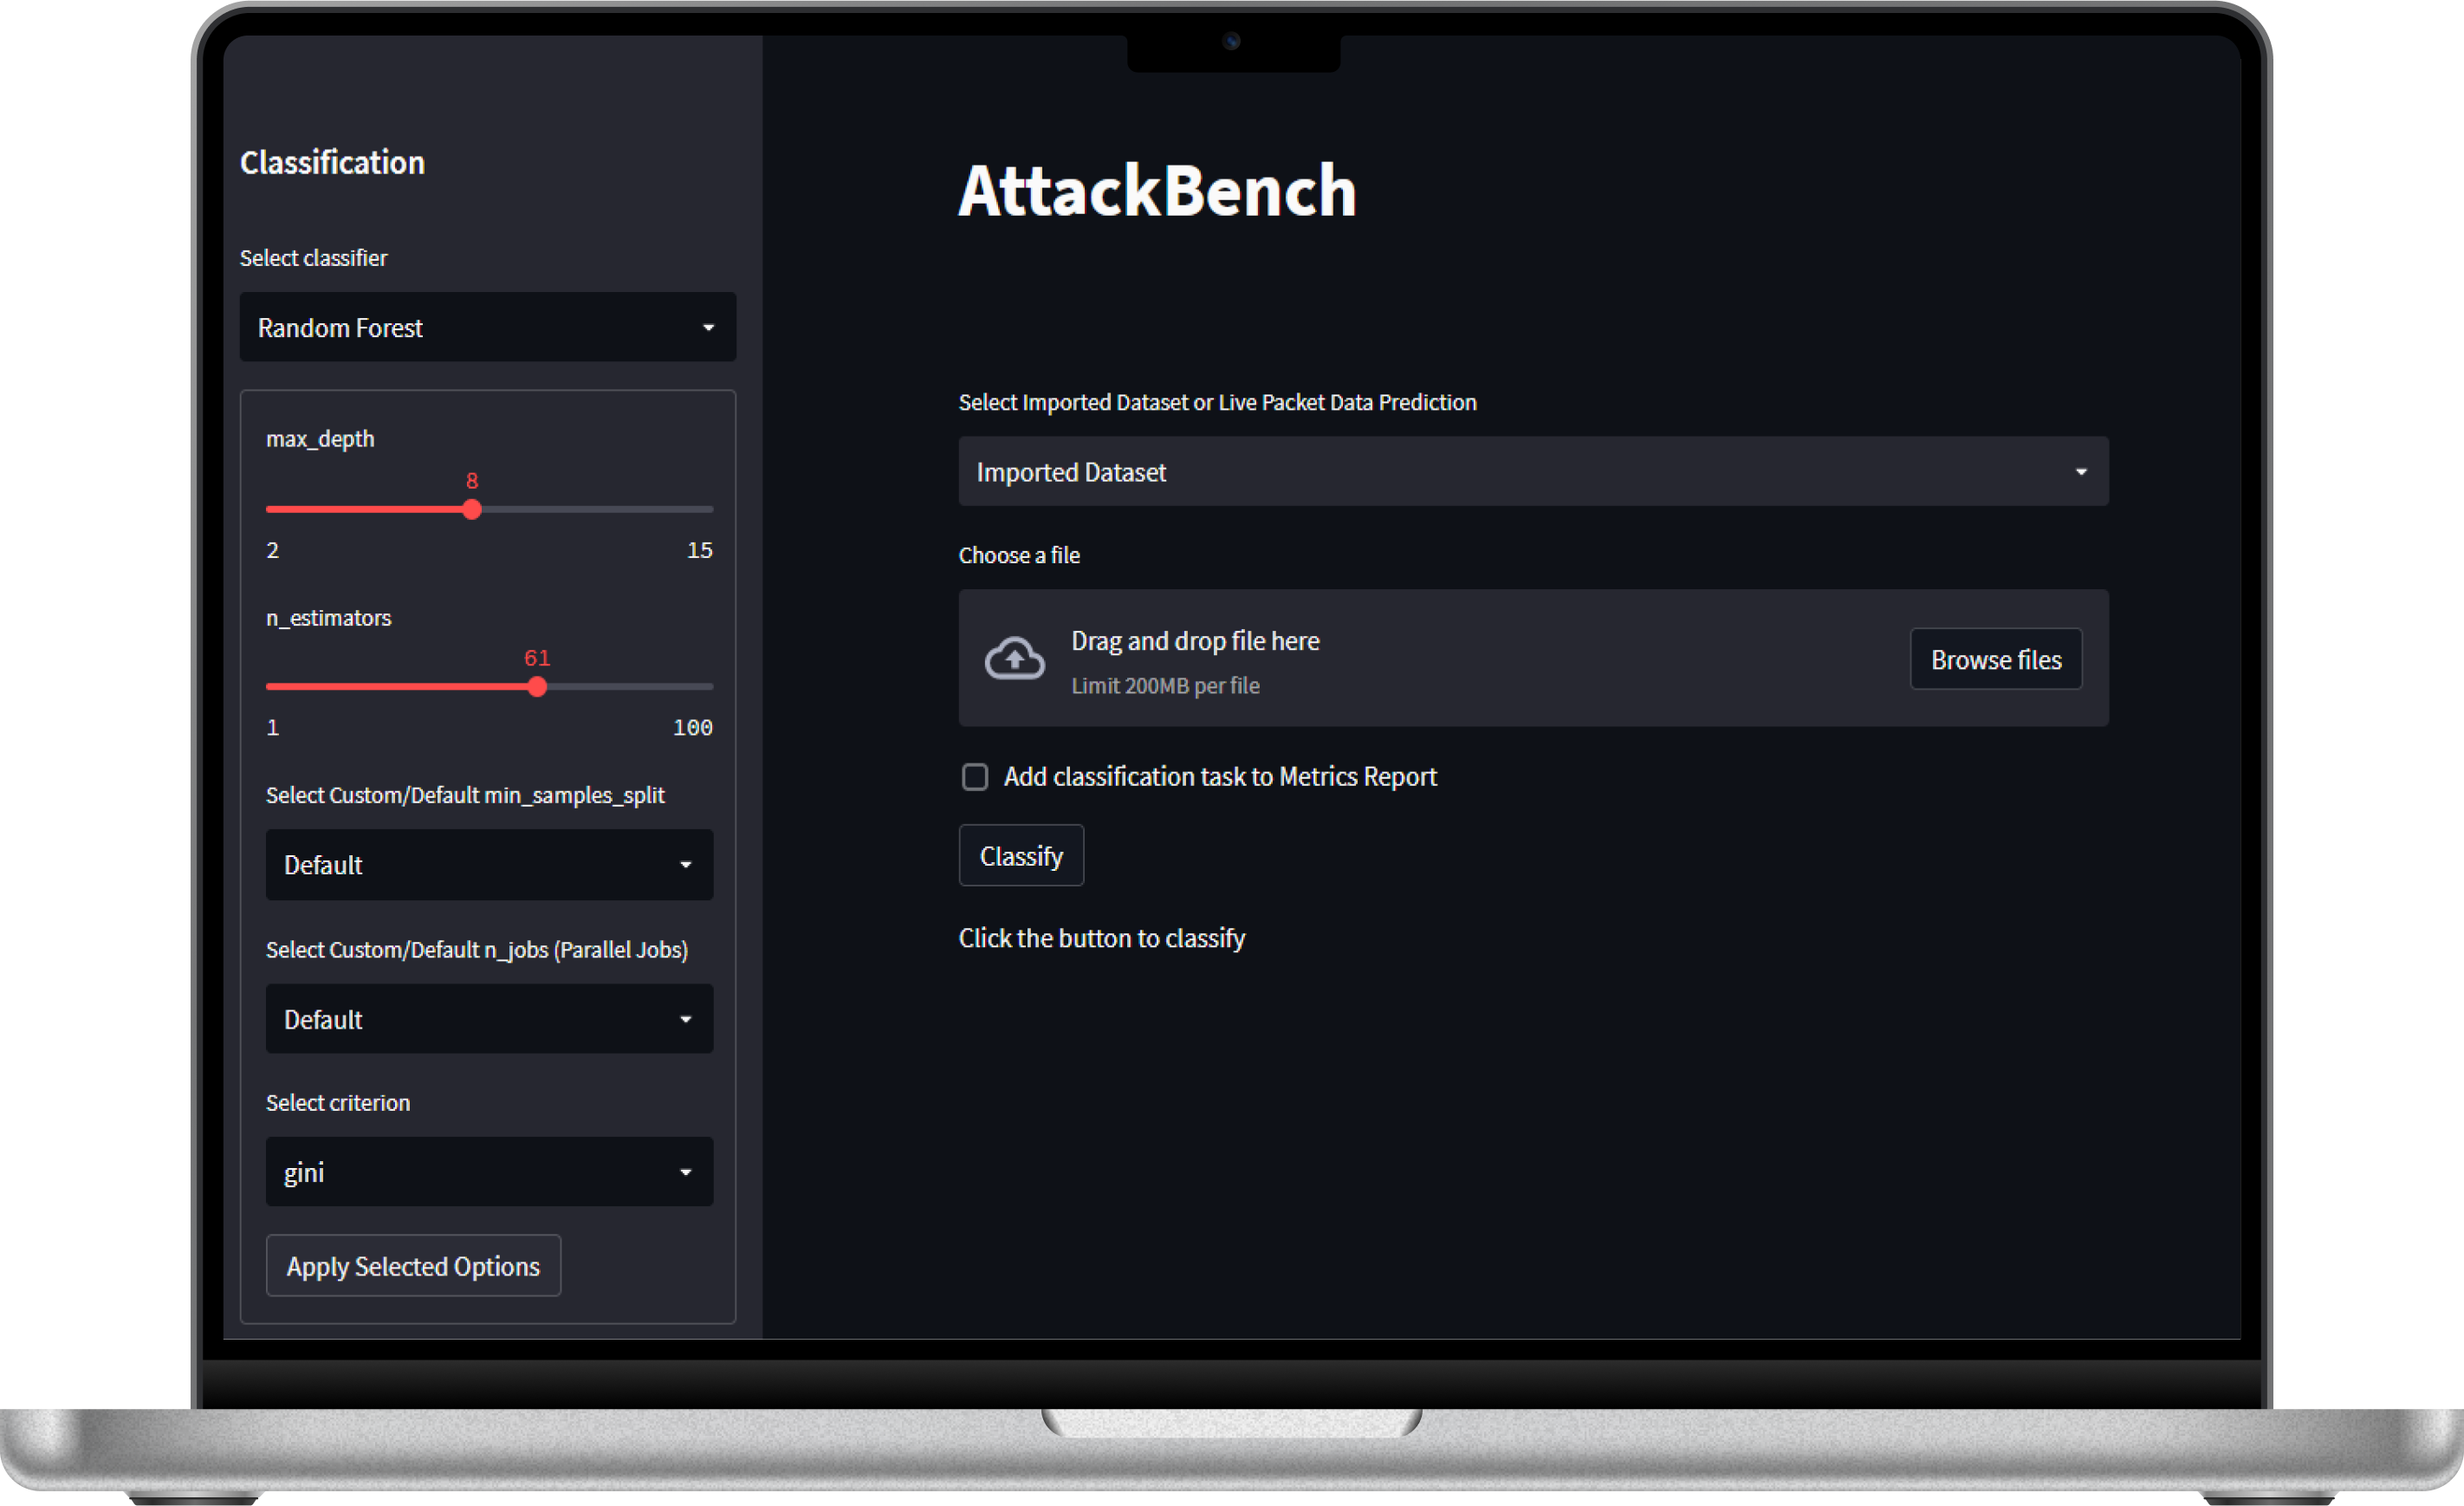 Classification
Select classifier
Random Forest
max_depth
8
2 15
n_estimators
61
1 100
Select Custom/Default min_samples_split
Default
Select Custom/Default n_jobs (Parallel Jobs)
Default
Select criterion
gini
Apply Selected Options
AttackBench
Select Imported Dataset or Live Packet Data Prediction
Imported Dataset
Choose a file
Drag and drop file here
Limit 200MB per file
Browse files
Add classification task to Metrics Report
Classify
Click the button to classify